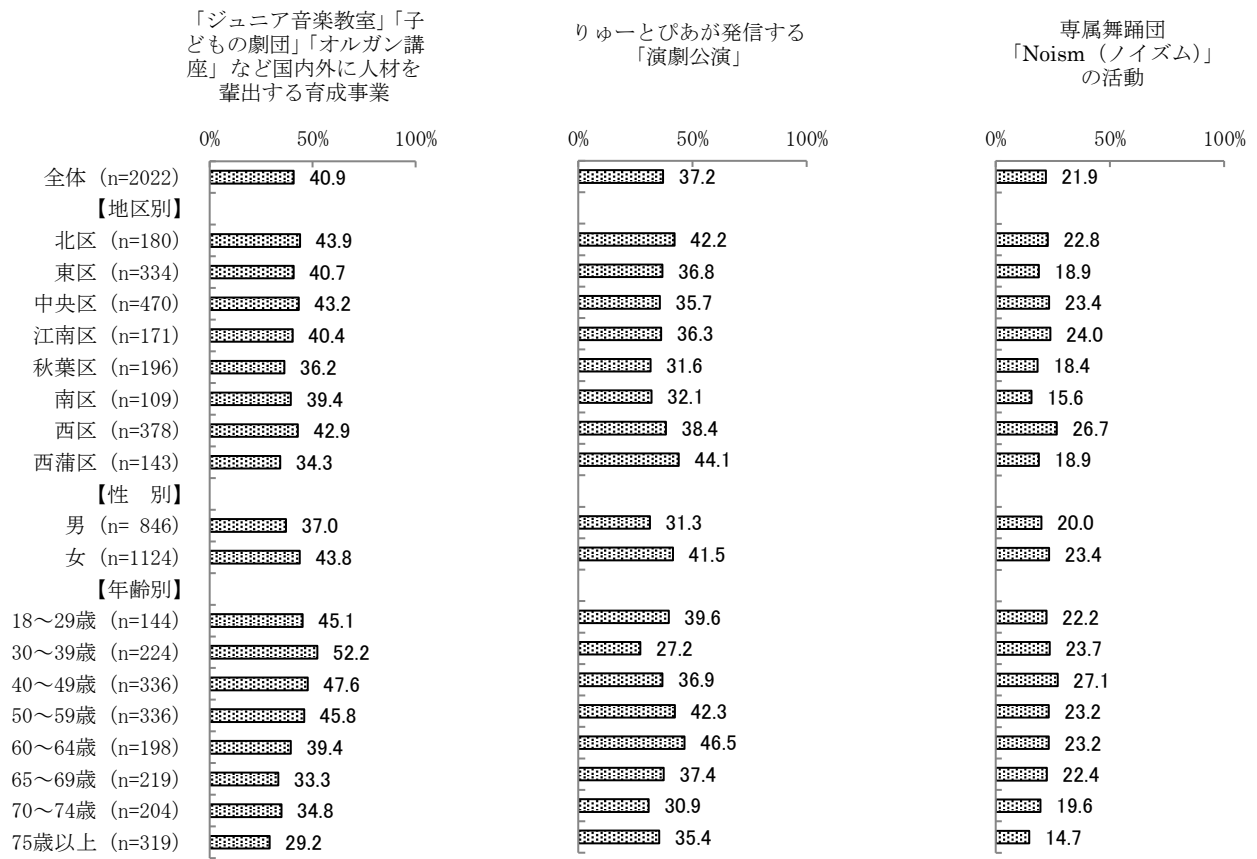 「ジュニア音楽教室」「子
どもの劇団」「オルガン講
座」など国内外に人材を
輩出する育成事業
りゅーとぴあが発信する
「演劇公演」
専属舞踊団
「Noism（ノイズム）」
の活動
0% 50% 100% 0% 50% 100% 0% 50% 100%
全体 (n=2022) 40.9 37.2 21.9
【地区別】
北区 (n=180) 43.9 42.2 22.8
東区 (n=334) 40.7 36.8 18.9
中央区 (n=470) 43.2 35.7 23.4
江南区 (n=171) 40.4 36.3 24.0
秋葉区 (n=196) 36.2 31.6 18.4
南区 (n=109) 39.4 32.1 15.6
西区 (n=378) 42.9 38.4 26.7
西蒲区 (n=143) 34.3 44.1 18.9
【性　別】
男 (n= 846) 37.0 31.3 20.0
女 (n=1124) 43.8 41.5 23.4
【年齢別】
18～29歳 (n=144) 45.1 39.6 22.2
30～39歳 (n=224) 52.2 27.2 23.7
40～49歳 (n=336) 47.6 36.9 27.1
50～59歳 (n=336) 45.8 42.3 23.2
60～64歳 (n=198) 39.4 46.5 23.2
65～69歳 (n=219) 33.3 37.4 22.4
70～74歳 (n=204) 34.8 30.9 19.6
75歳以上 (n=319) 29.2 35.4 14.7